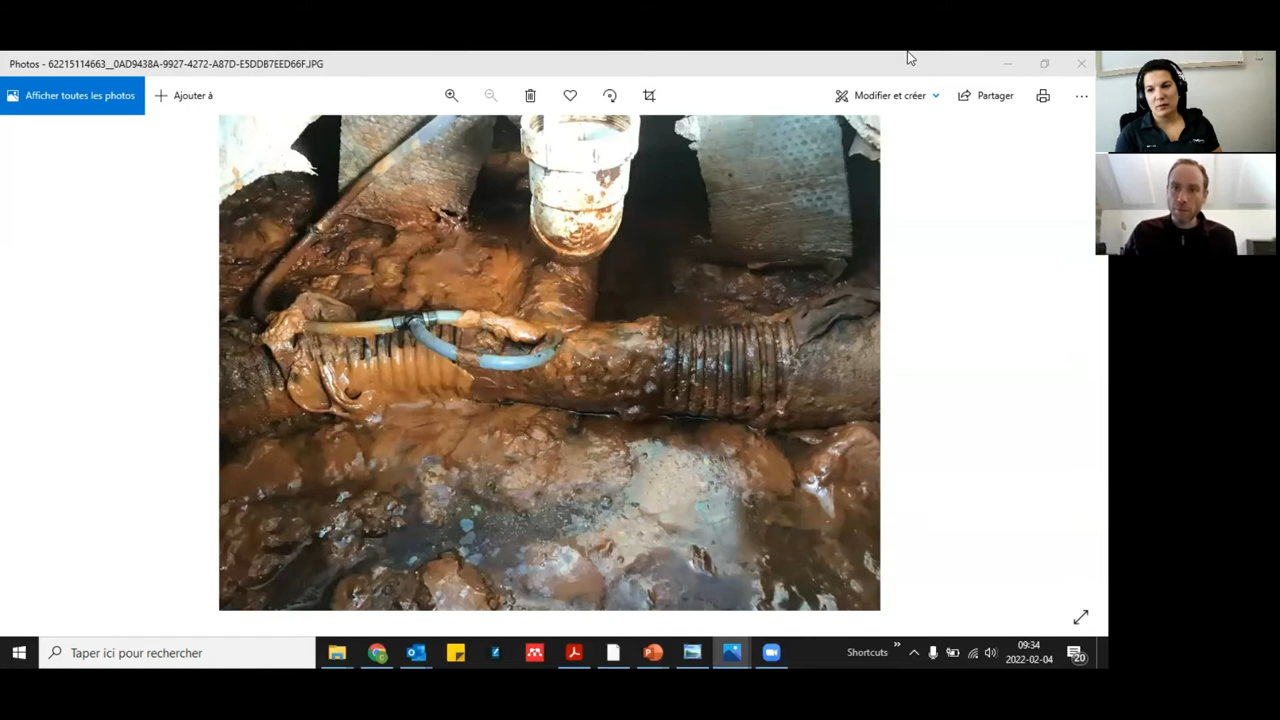 Photos - 62215114663__0AD9438A-9927-4272-A87D-E5DDB7EED66F.JPG
Afficher toutes les photos
Ajouter à
Modifier et créer
Partager
Taper ici pour rechercher
Shortcuts
09:34
2022-02-04
20